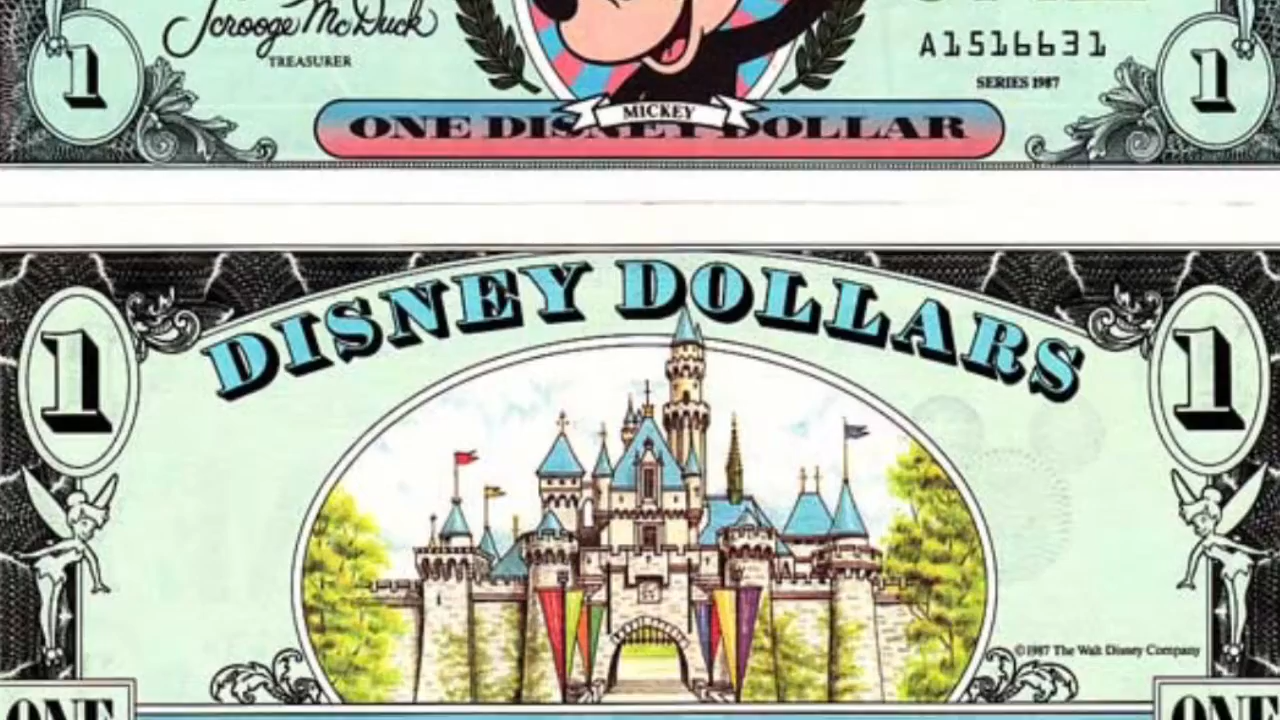 Scrooge McDuck
TREASURER
A1516631
SERIES 1987
1
1
MICKEY
ONE DISNEY DOLLAR
DISNEY DOLLARS
1
1
©1987 The Walt Disney Company
ONE
ONE